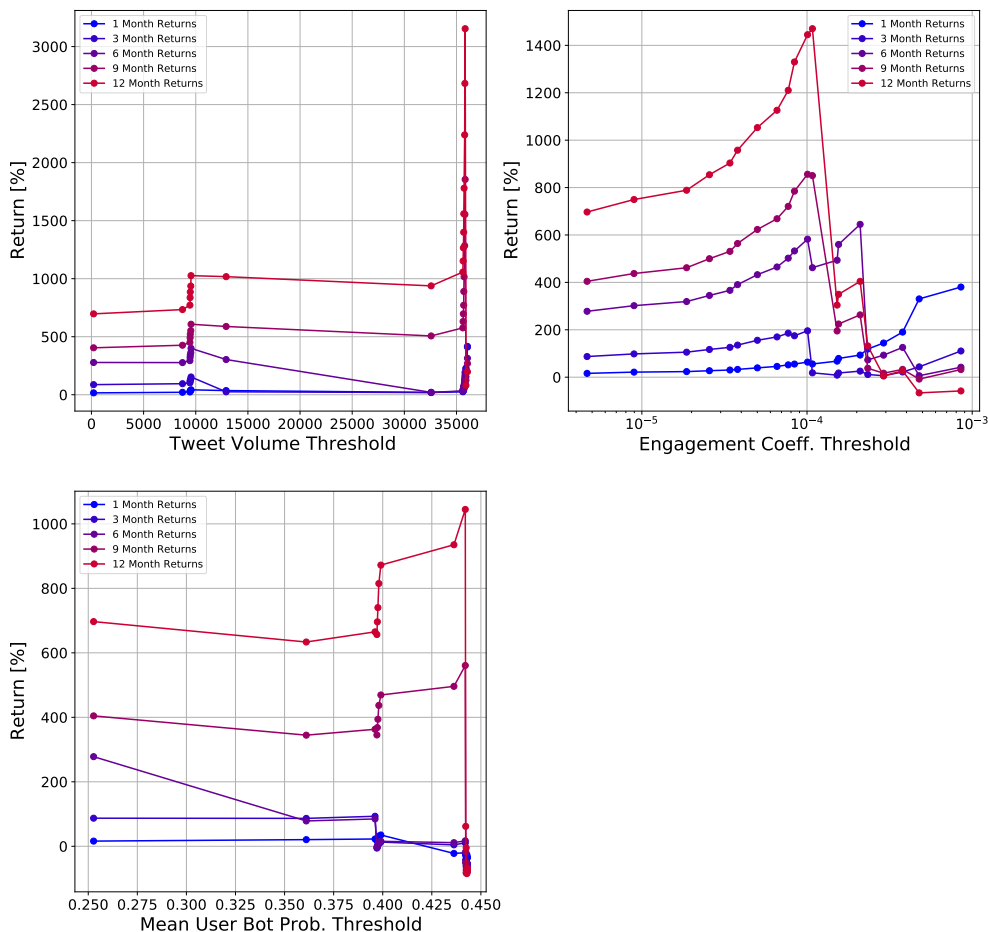 1 Month Returns
3 Month Returns
6 Month Returns
9 Month Returns
12 Month Returns
3000
2500
2000
1500
1000
500
0
Return [%]
0 5000 10000 15000 20000 25000 30000 35000
Tweet Volume Threshold
1 Month Returns
3 Month Returns
6 Month Returns
9 Month Returns
12 Month Returns
1400
1200
1000
800
600
400
200
0
Return [%]
10⁻⁵ 10⁻⁴ 10⁻³
Engagement Coeff. Threshold
1 Month Returns
3 Month Returns
6 Month Returns
9 Month Returns
12 Month Returns
1000
800
600
400
200
0
Return [%]
0.250 0.275 0.300 0.325 0.350 0.375 0.400 0.425 0.450
Mean User Bot Prob. Threshold